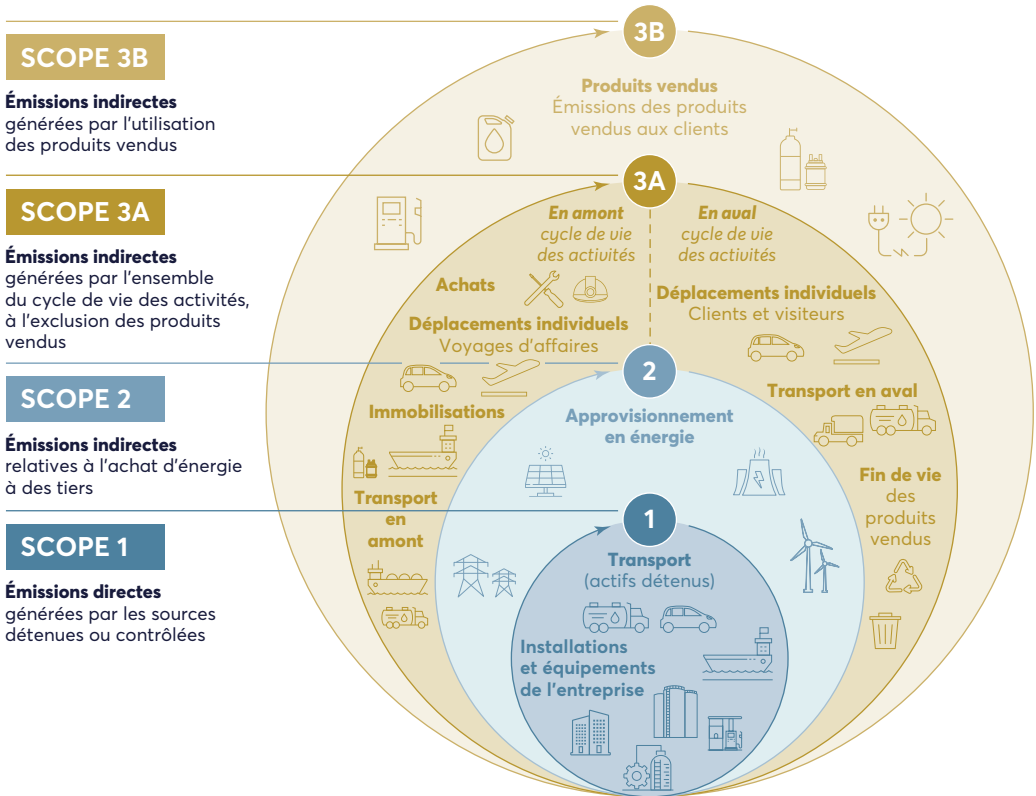 SCOPE 3B
Émissions indirectes
générées par l'utilisation
des produits vendus
SCOPE 3A
Émissions indirectes
générées par l'ensemble
du cycle de vie des activités,
à l'exclusion des produits
vendus
SCOPE 2
Émissions indirectes
relatives à l'achat d'énergie
à des tiers
SCOPE 1
Émissions directes
générées par les sources
détenues ou contrôlées
3B
Produits vendus
Émissions des produits
vendus aux clients
3A
En amont
cycle de vie
des activités
En aval
cycle de vie
des activités
Achats
Déplacements individuels
Voyages d'affaires
Immobilisations
Transport
en
amont
Déplacements individuels
Clients et visiteurs
Transport en aval
Fin de vie
des
produits
vendus
2
Approvisionnement
en énergie
1
Transport
(actifs détenus)
Installations
et équipements
de l'entreprise